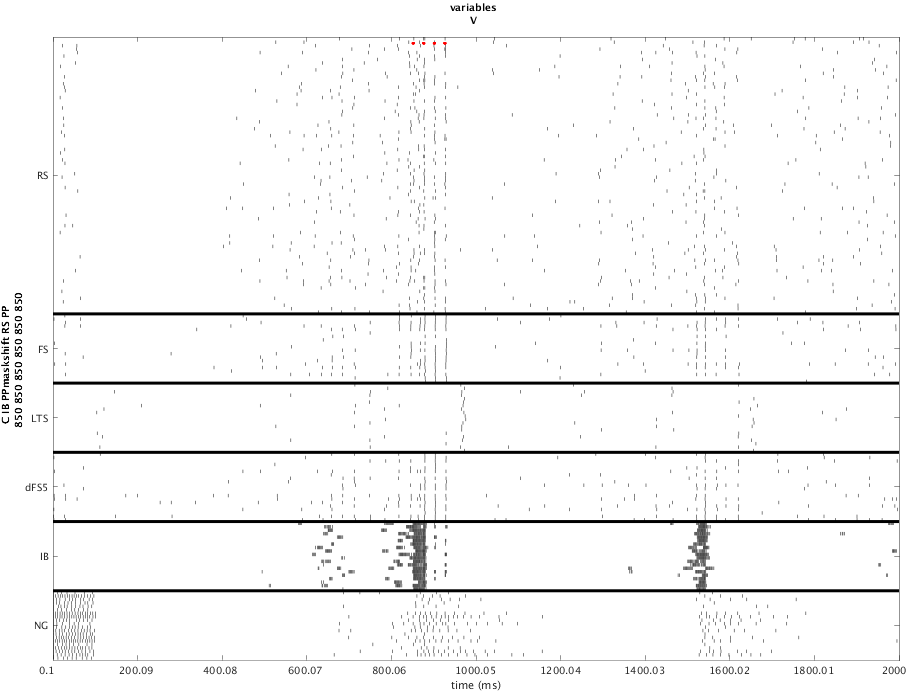 variables
V
RS
FS
LTS
dFS5
IB
NG
C IB PPmaskshift RS PP
850 850 850 850 850 850
0.1 200.09 400.08 600.07 800.06 1000.05 1200.04 1400.03 1600.02 1800.01 2000
time (ms)